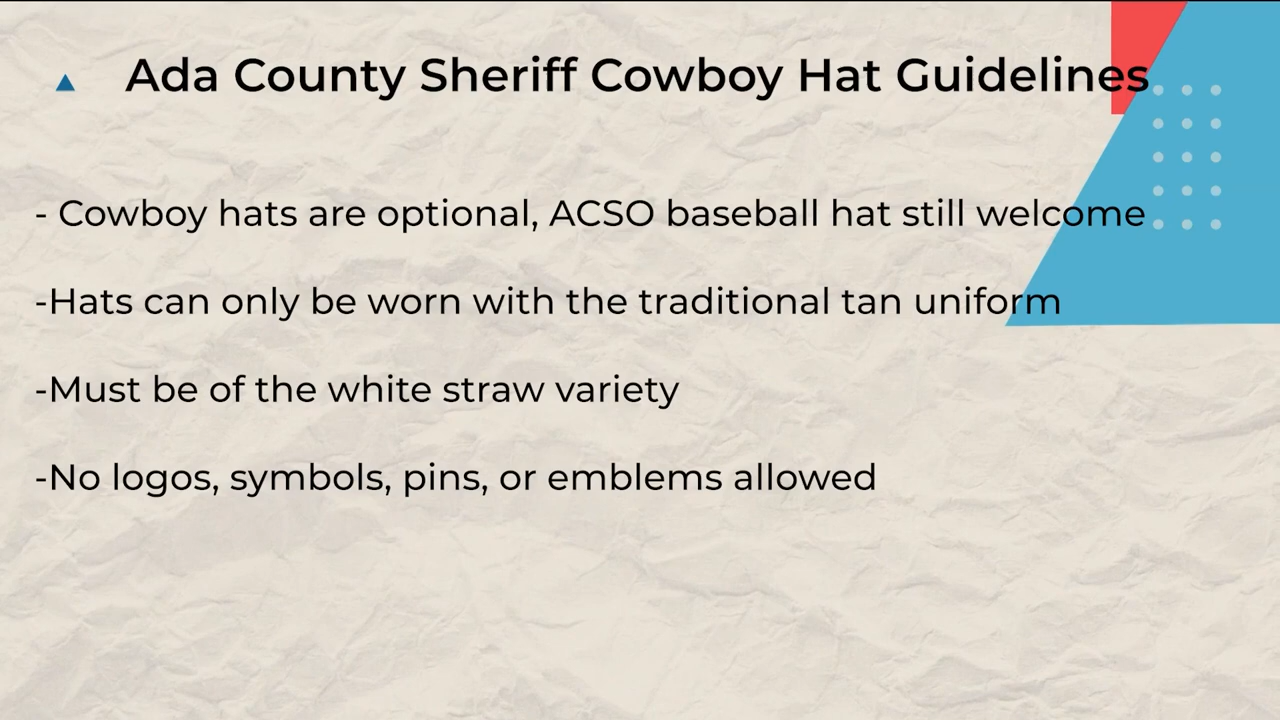 Ada County Sheriff Cowboy Hat Guidelines
- Cowboy hats are optional, ACSO baseball hat still welcome
-Hats can only be worn with the traditional tan uniform
-Must be of the white straw variety
-No logos, symbols, pins, or emblems allowed